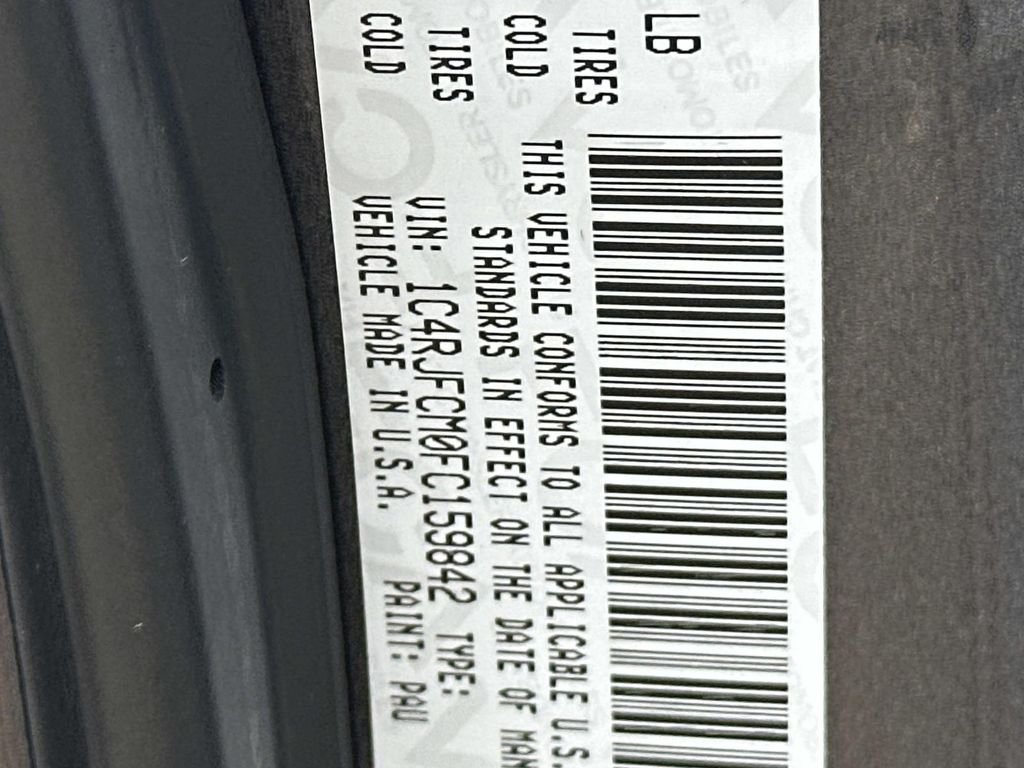 LB
TIRES
COLD
TIRES
COLD
THIS VEHICLE CONFORMS TO ALL APPLICABLE U.S.
STANDARDS IN EFFECT ON THE DATE OF MAN
VIN: 1C4RJFCM0FC159842 TYPE:
VEHICLE MADE IN U.S.A. PAINT: PAU